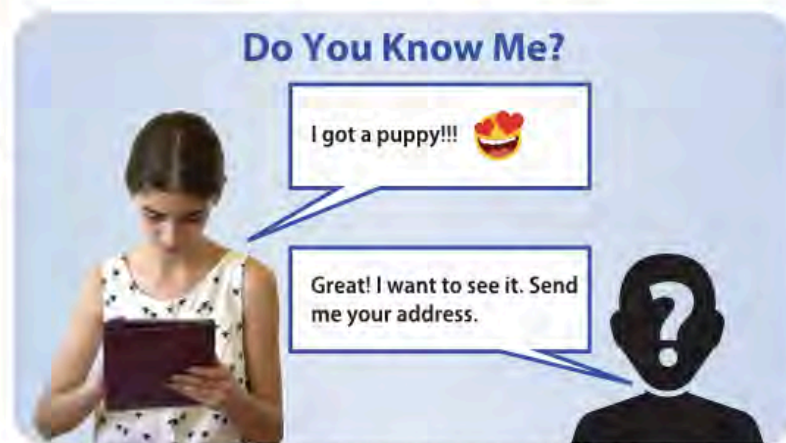 Do You Know Me?
I got a puppy!!!
Great! I want to see it. Send
me your address.